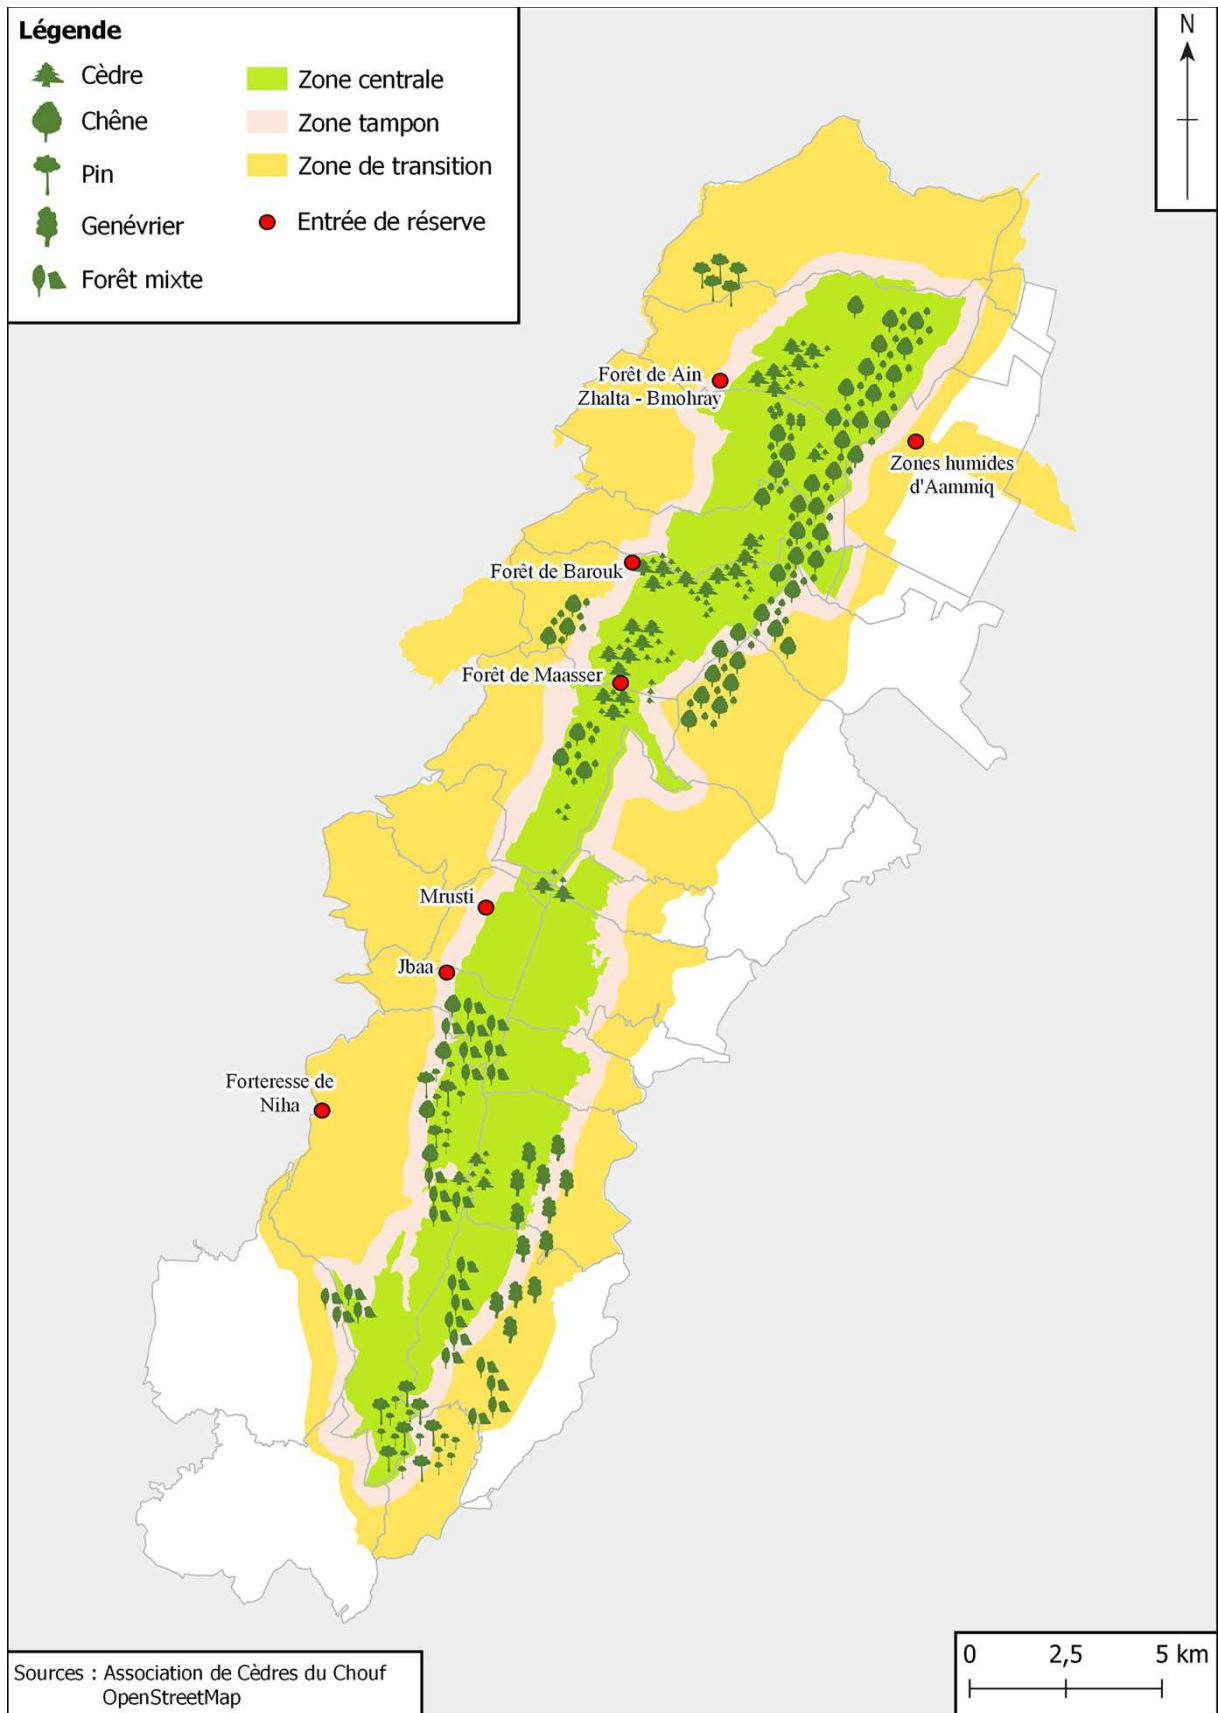 Légende
Cèdre
Chêne
Pin
Genévrier
Forêt mixte
Zone centrale
Zone tampon
Zone de transition
Entrée de réserve
N
Forêt de Ain
Zhalta - Bmohray
Zones humides
d'Aammiq
Forêt de Barouk
Forêt de Maasser
Mrusti
Jbaa
Forteresse de
Niha
Sources : Association de Cèdres du Chouf
OpenStreetMap
0 2,5 5 km